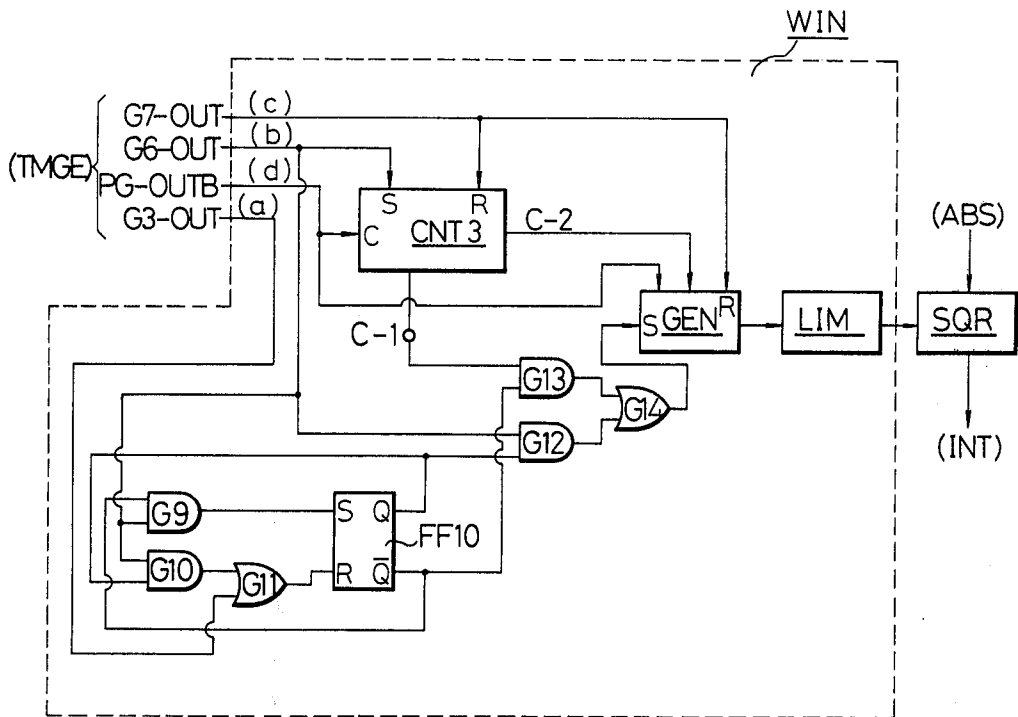 WIN
(TMGE)
G7-OUT (c)
G6-OUT (b)
PG-OUTB (d)
G3-OUT (a)
S R
C CNT3
C-2
C-1
(ABS)
S GEN R
LIM
SQR
(INT)
G13
G14
G12
G9
G10
G11
S Q
R Q̅
FF10